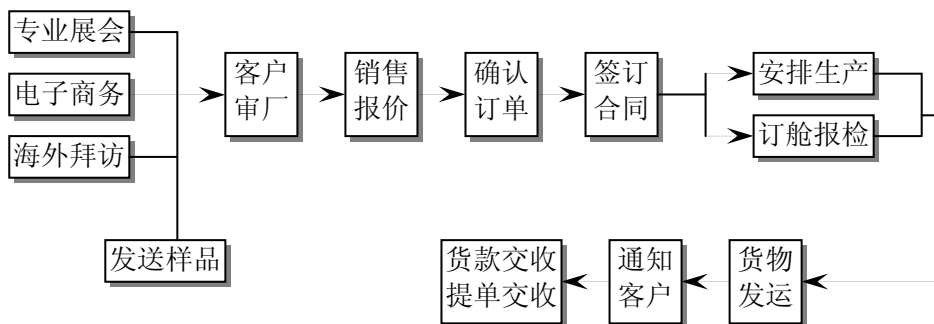 专业展会
电子商务
海外拜访
发送样品
客户
审厂
销售
报价
确认
订单
签订
合同
安排生产
订舱报检
货物
发运
通知
客户
货款交收
提单交收